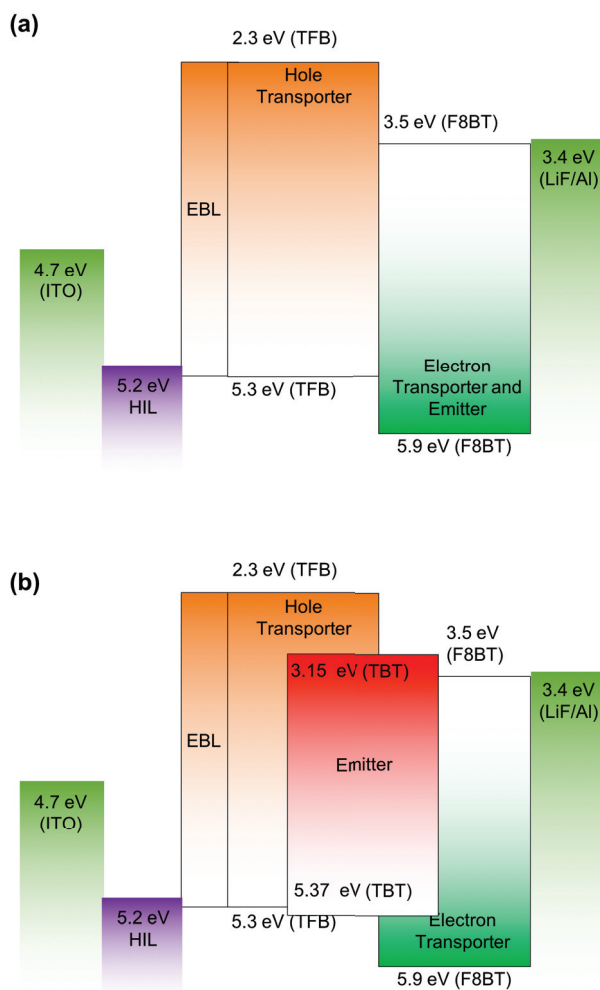 (a)
2.3 eV (TFB)
Hole
Transporter
3.5 eV (F8BT)
3.4 eV
(LiF/Al)
EBL
4.7 eV
(ITO)
5.2 eV
HIL
5.3 eV (TFB)
Electron
Transporter and
Emitter
5.9 eV (F8BT)
(b)
2.3 eV (TFB)
Hole
Transporter
3.5 eV
(F8BT)
3.15 eV (TBT)
3.4 eV
(LiF/Al)
EBL
Emitter
4.7 eV
(ITO)
5.37 eV (TBT)
5.2 eV
HIL
5.3 eV (TFB)
Electron
Transporter
5.9 eV (F8BT)